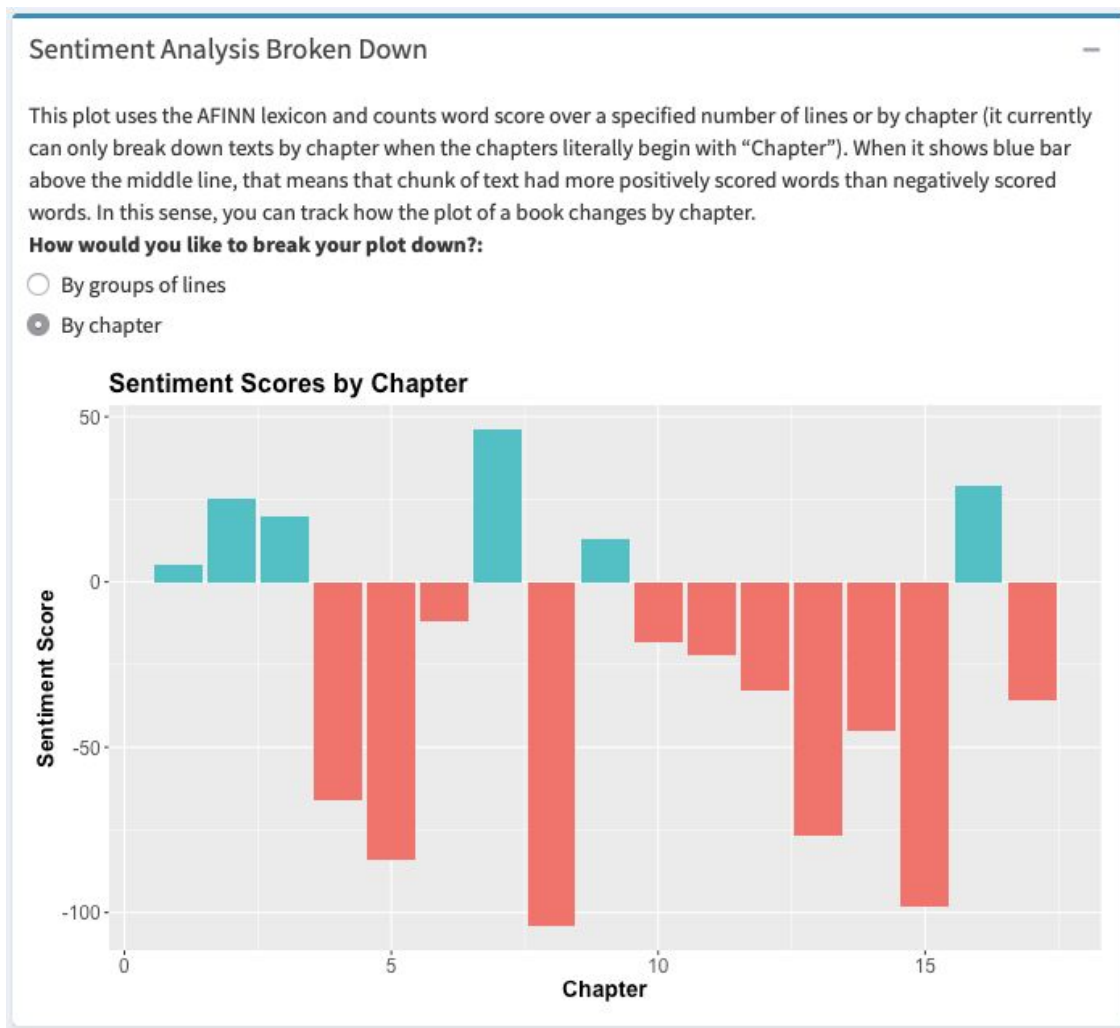 Sentiment Analysis Broken Down
This plot uses the AFINN lexicon and counts word score over a specified number of lines or by chapter (it currently
can only break down texts by chapter when the chapters literally begin with “Chapter”). When it shows blue bar
above the middle line, that means that chunk of text had more positively scored words than negatively scored
words. In this sense, you can track how the plot of a book changes by chapter.
How would you like to break your plot down?:
By groups of lines
By chapter
Sentiment Scores by Chapter
50
0
-50
-100
Sentiment Score
0 5 10 15
Chapter